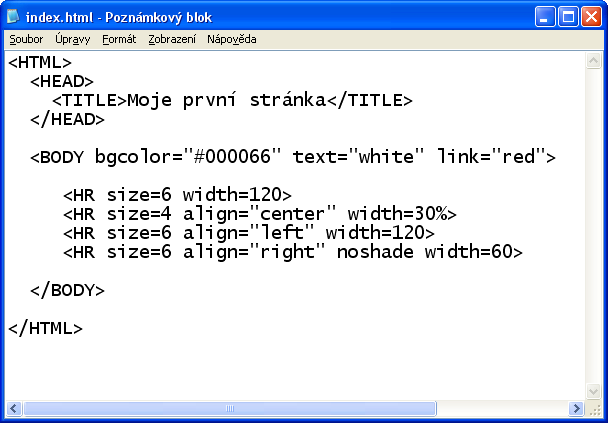 index.html - Poznámkový blok
Soubor Úpravy Formát Zobrazení Nápověda
<HTML>
<HEAD>
<TITLE>Moje první stránka</TITLE>
</HEAD>
<BODY bgcolor="#000066" text="white" link="red">
<HR size=6 width=120>
<HR size=4 align="center" width=30%>
<HR size=6 align="left" width=120>
<HR size=6 align="right" noshade width=60>
</BODY>
</HTML>